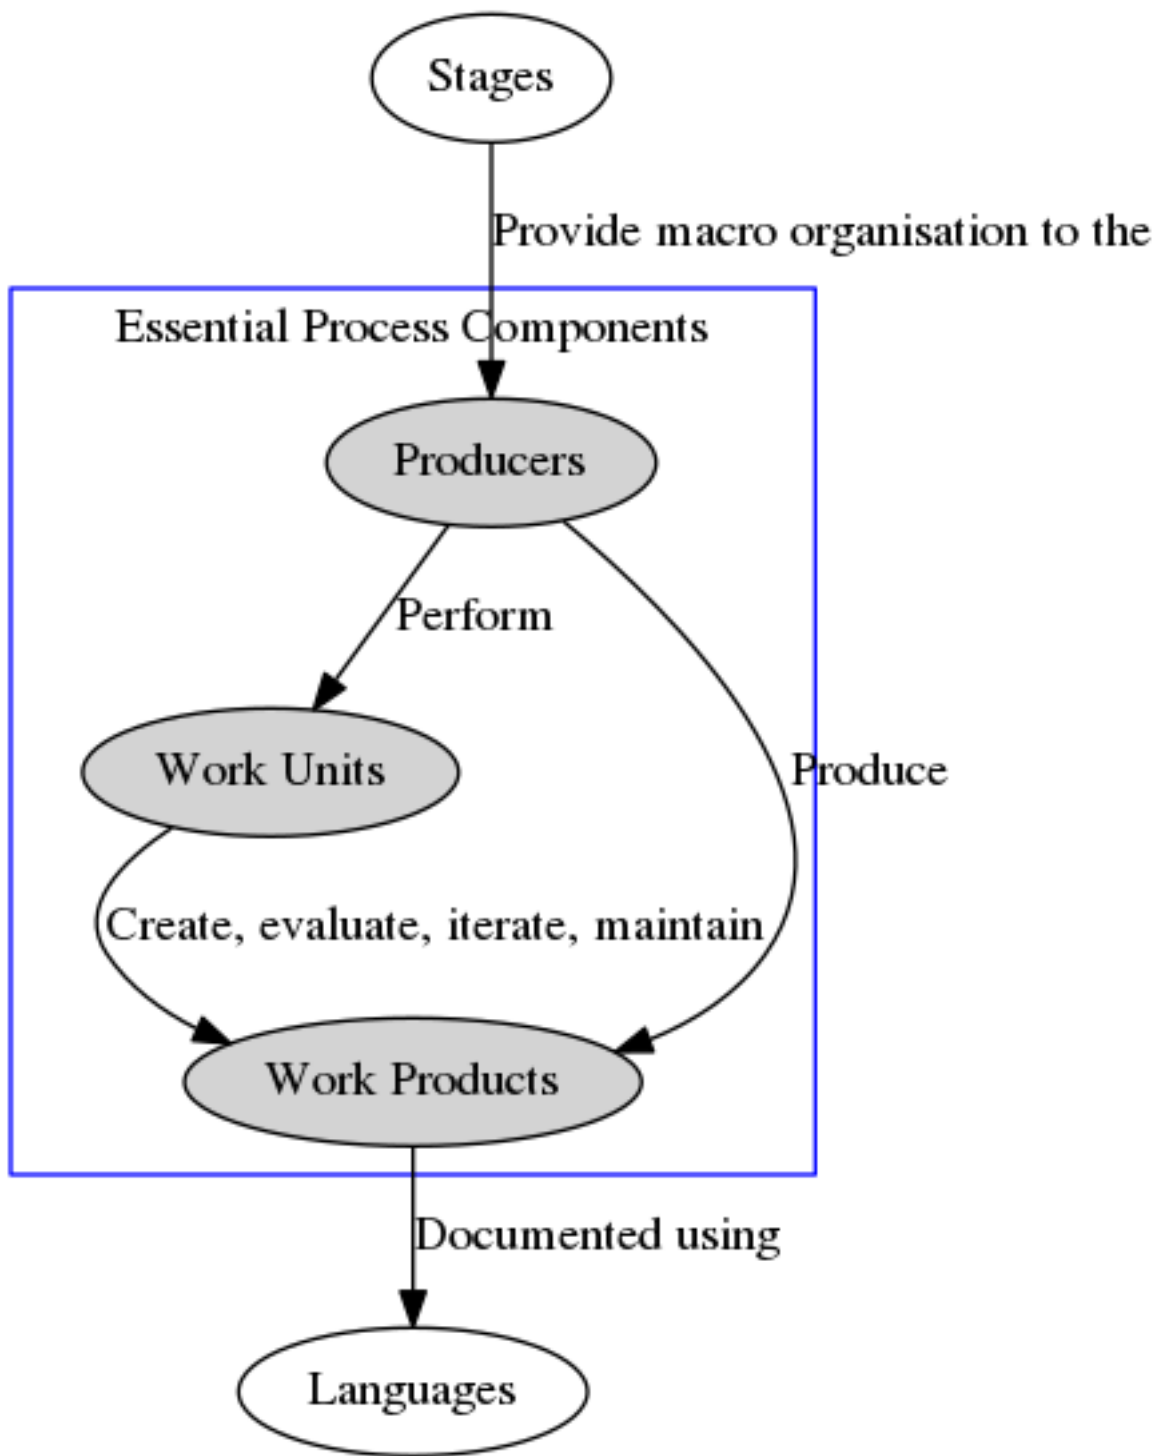 Stages
Provide macro organisation to the
Essential Process Components
Producers
Perform
Work Units
Produce
Create, evaluate, iterate, maintain
Work Products
Documented using
Languages